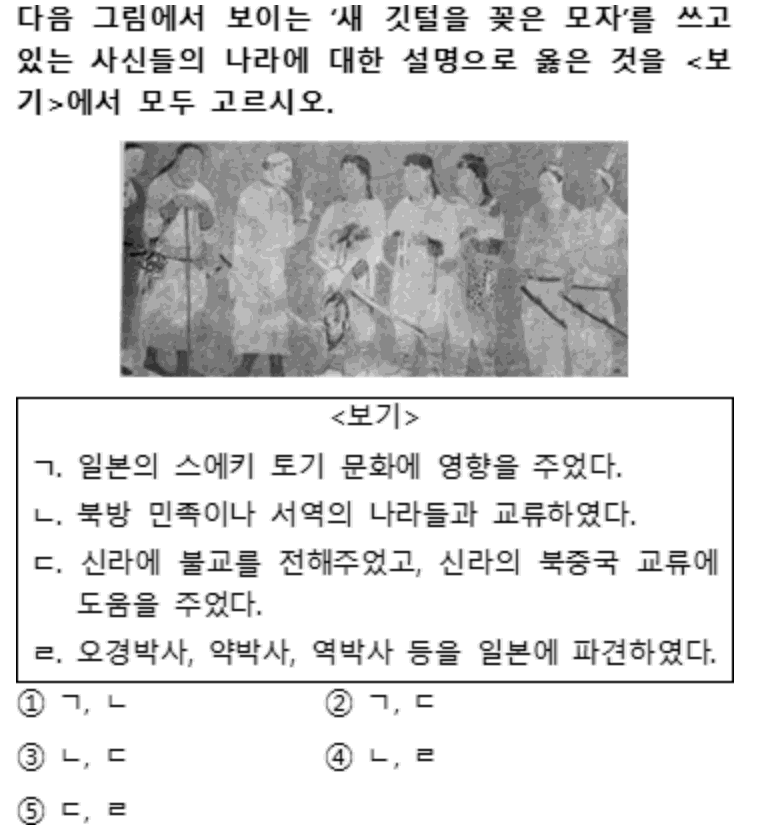 다음 그림에서 보이는 ‘새 깃털을 꽂은 모자’를 쓰고
있는 사신들의 나라에 대한 설명으로 옳은 것을 <보
기>에서 모두 고르시오.
<보기>
ㄱ. 일본의 스에키 토기 문화에 영향을 주었다.
ㄴ. 북방 민족이나 서역의 나라들과 교류하였다.
ㄷ. 신라에 불교를 전해주었고, 신라의 북중국 교류에
도움을 주었다.
ㄹ. 오경박사, 약박사, 역박사 등을 일본에 파견하였다.
① ㄱ, ㄴ ② ㄱ, ㄷ
③ ㄴ, ㄷ ④ ㄴ, ㄹ
⑤ ㄷ, ㄹ